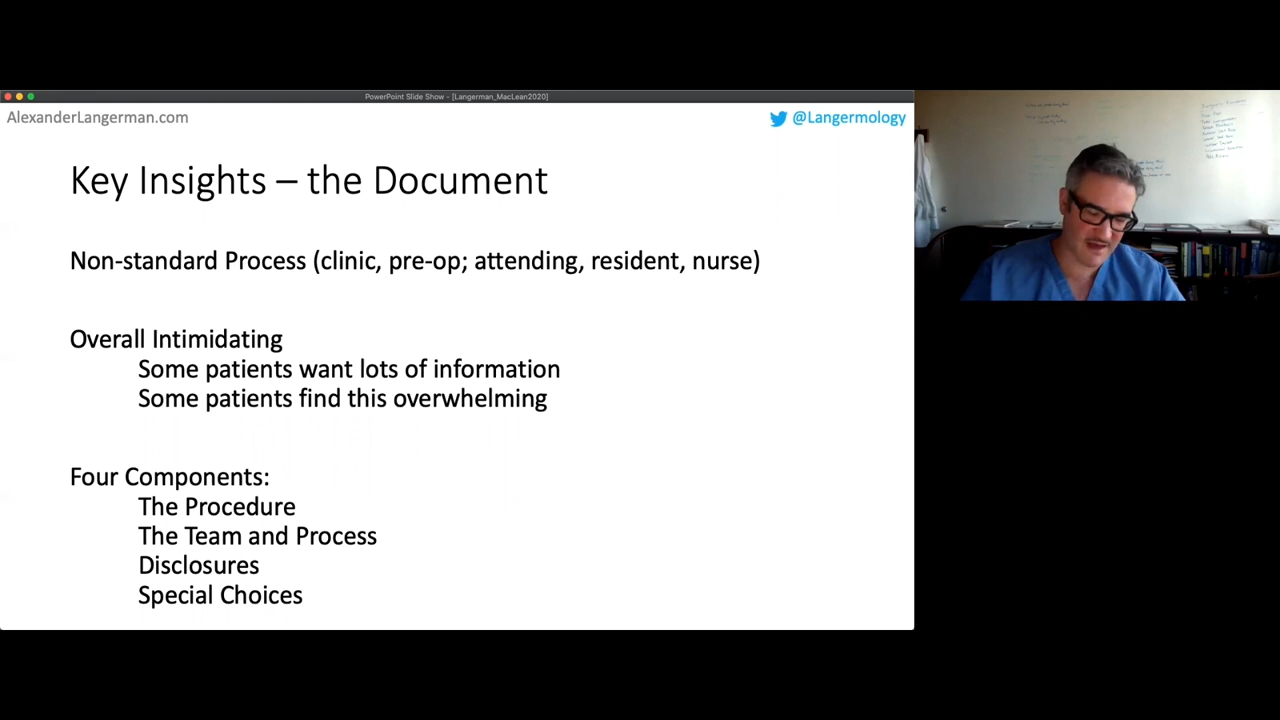 PowerPoint Slide Show - [Langerman_MacLean2020]
AlexanderLangerman.com
@Langermology
Key Insights – the Document
Non-standard Process (clinic, pre-op; attending, resident, nurse)
Overall Intimidating
Some patients want lots of information
Some patients find this overwhelming
Four Components:
The Procedure
The Team and Process
Disclosures
Special Choices